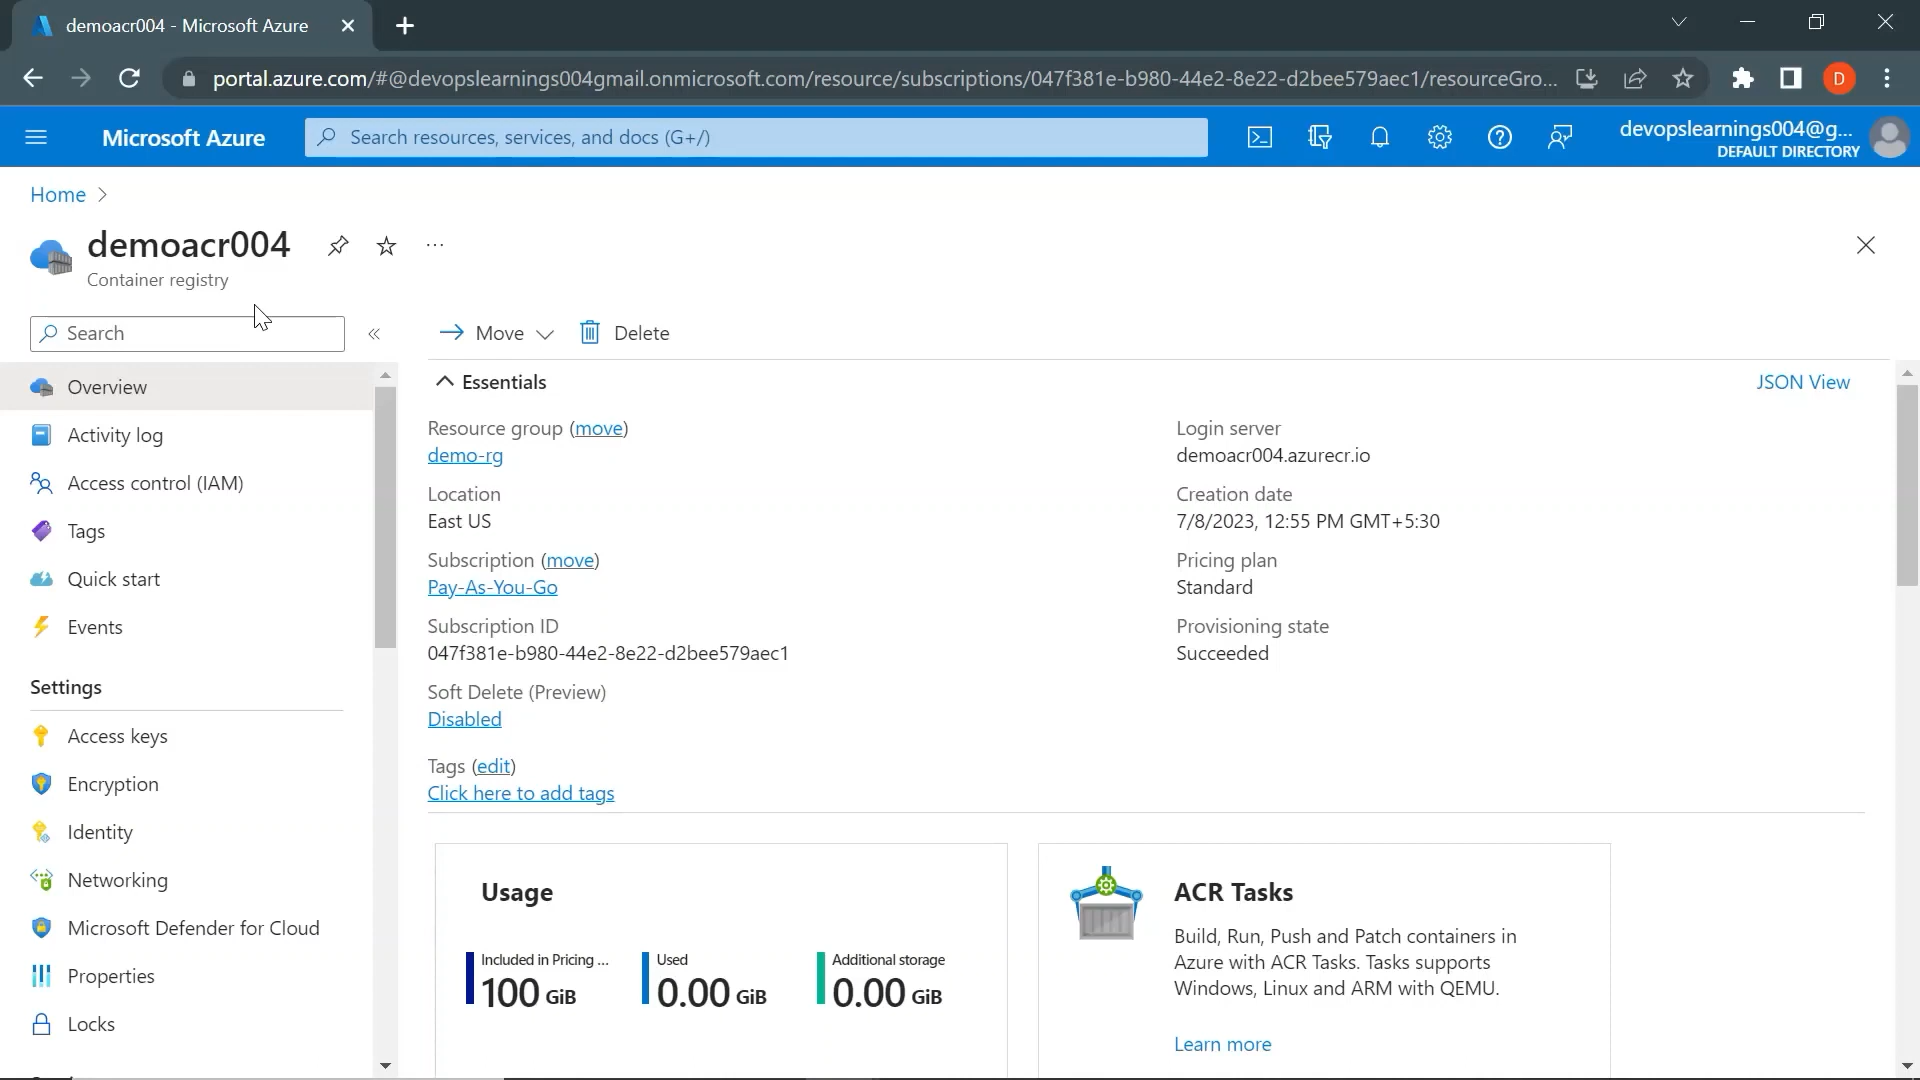 demoacr004 - Microsoft Azure
portal.azure.com/#@devopslearnings004gmail.onmicrosoft.com/resource/subscriptions/047f381e-b980-44e2-8e22-d2bee579aec1/resourceGro...
D
Microsoft Azure
Search resources, services, and docs (G+/)
devopslearnings004@g...
DEFAULT DIRECTORY
Home
demoacr004
Container registry
Search
Move
Delete
Overview
Activity log
Access control (IAM)
Tags
Quick start
Events
Settings
Access keys
Encryption
Identity
Networking
Microsoft Defender for Cloud
Properties
Locks
Essentials
JSON View
Resource group (move)
demo-rg
Location
East US
Subscription (move)
Pay-As-You-Go
Subscription ID
047f381e-b980-44e2-8e22-d2bee579aec1
Soft Delete (Preview)
Disabled
Tags (edit)
Click here to add tags
Login server
demoacr004.azurecr.io
Creation date
7/8/2023, 12:55 PM GMT+5:30
Pricing plan
Standard
Provisioning state
Succeeded
Usage
Included in Pricing ...
100 GiB
Used
0.00 GiB
Additional storage
0.00 GiB
ACR Tasks
Build, Run, Push and Patch containers in
Azure with ACR Tasks. Tasks supports
Windows, Linux and ARM with QEMU.
Learn more